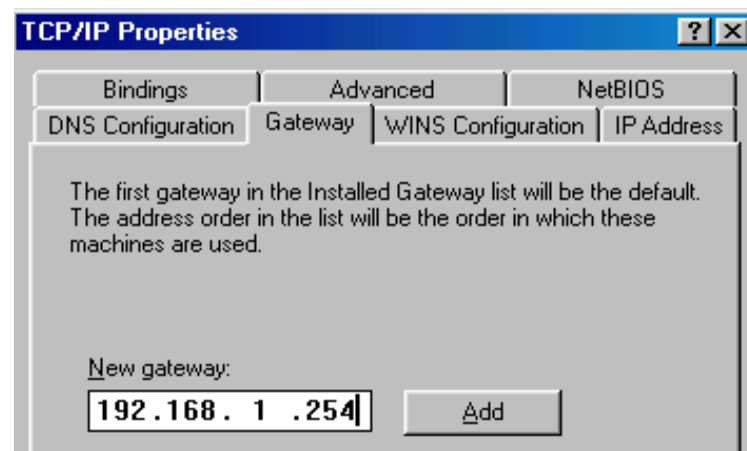 TCP/IP Properties
? X
Bindings Advanced NetBIOS
DNS Configuration Gateway WINS Configuration IP Address
The first gateway in the Installed Gateway list will be the default.
The address order in the list will be the order in which these
machines are used.
New gateway:
192.168. 1 .254 Add